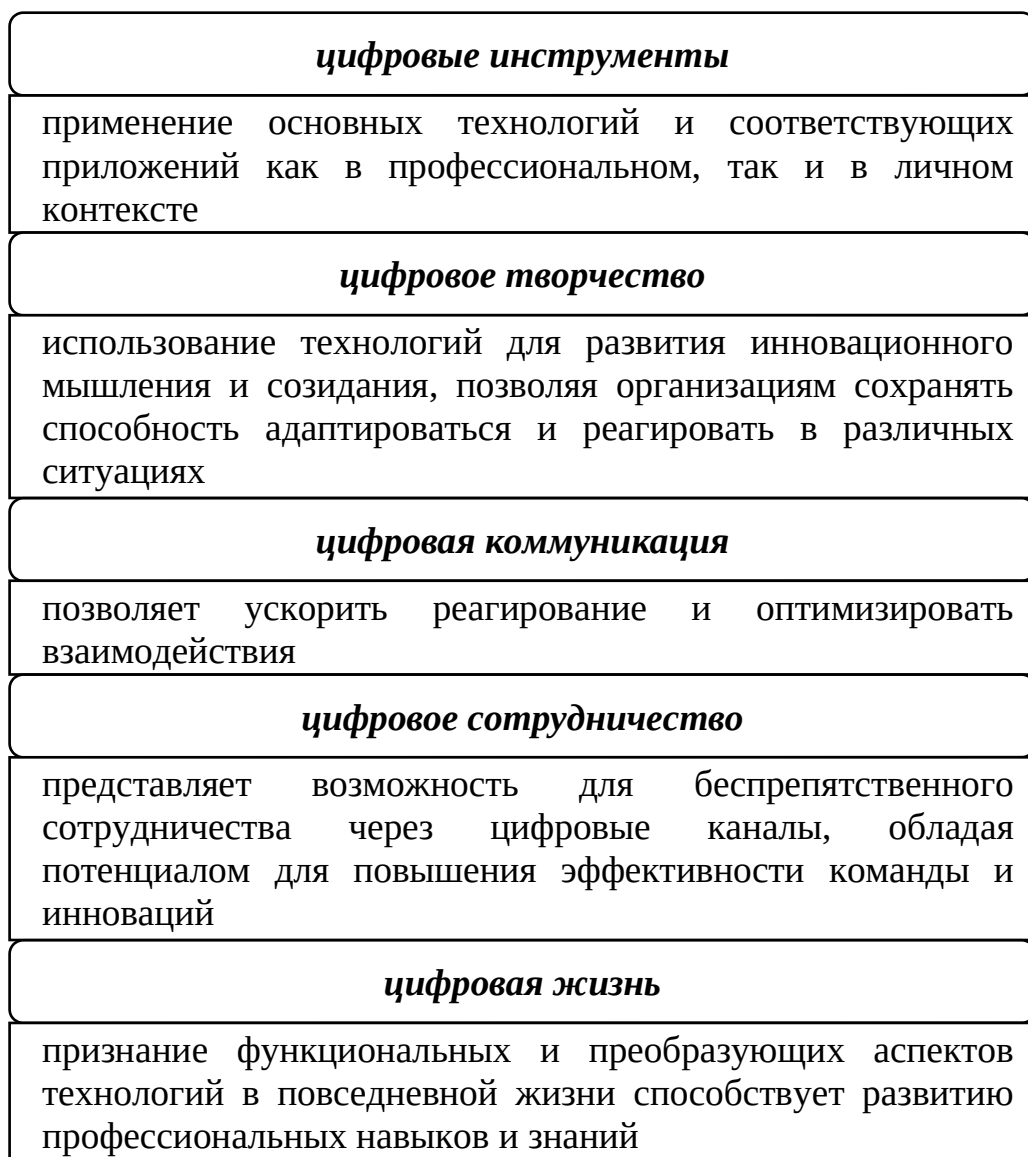 цифровые инструменты
применение основных технологий и соответствующих
приложений как в профессиональном, так и в личном
контексте
цифровое творчество
использование технологий для развития инновационного
мышления и созидания, позволяя организациям сохранять
способность адаптироваться и реагировать в различных
ситуациях
цифровая коммуникация
позволяет ускорить реагирование и оптимизировать
взаимодействия
цифровое сотрудничество
представляет возможность для беспрепятственного
сотрудничества через цифровые каналы, обладая
потенциалом для повышения эффективности команды и
инноваций
цифровая жизнь
признание функциональных и преобразующих аспектов
технологий в повседневной жизни способствует развитию
профессиональных навыков и знаний